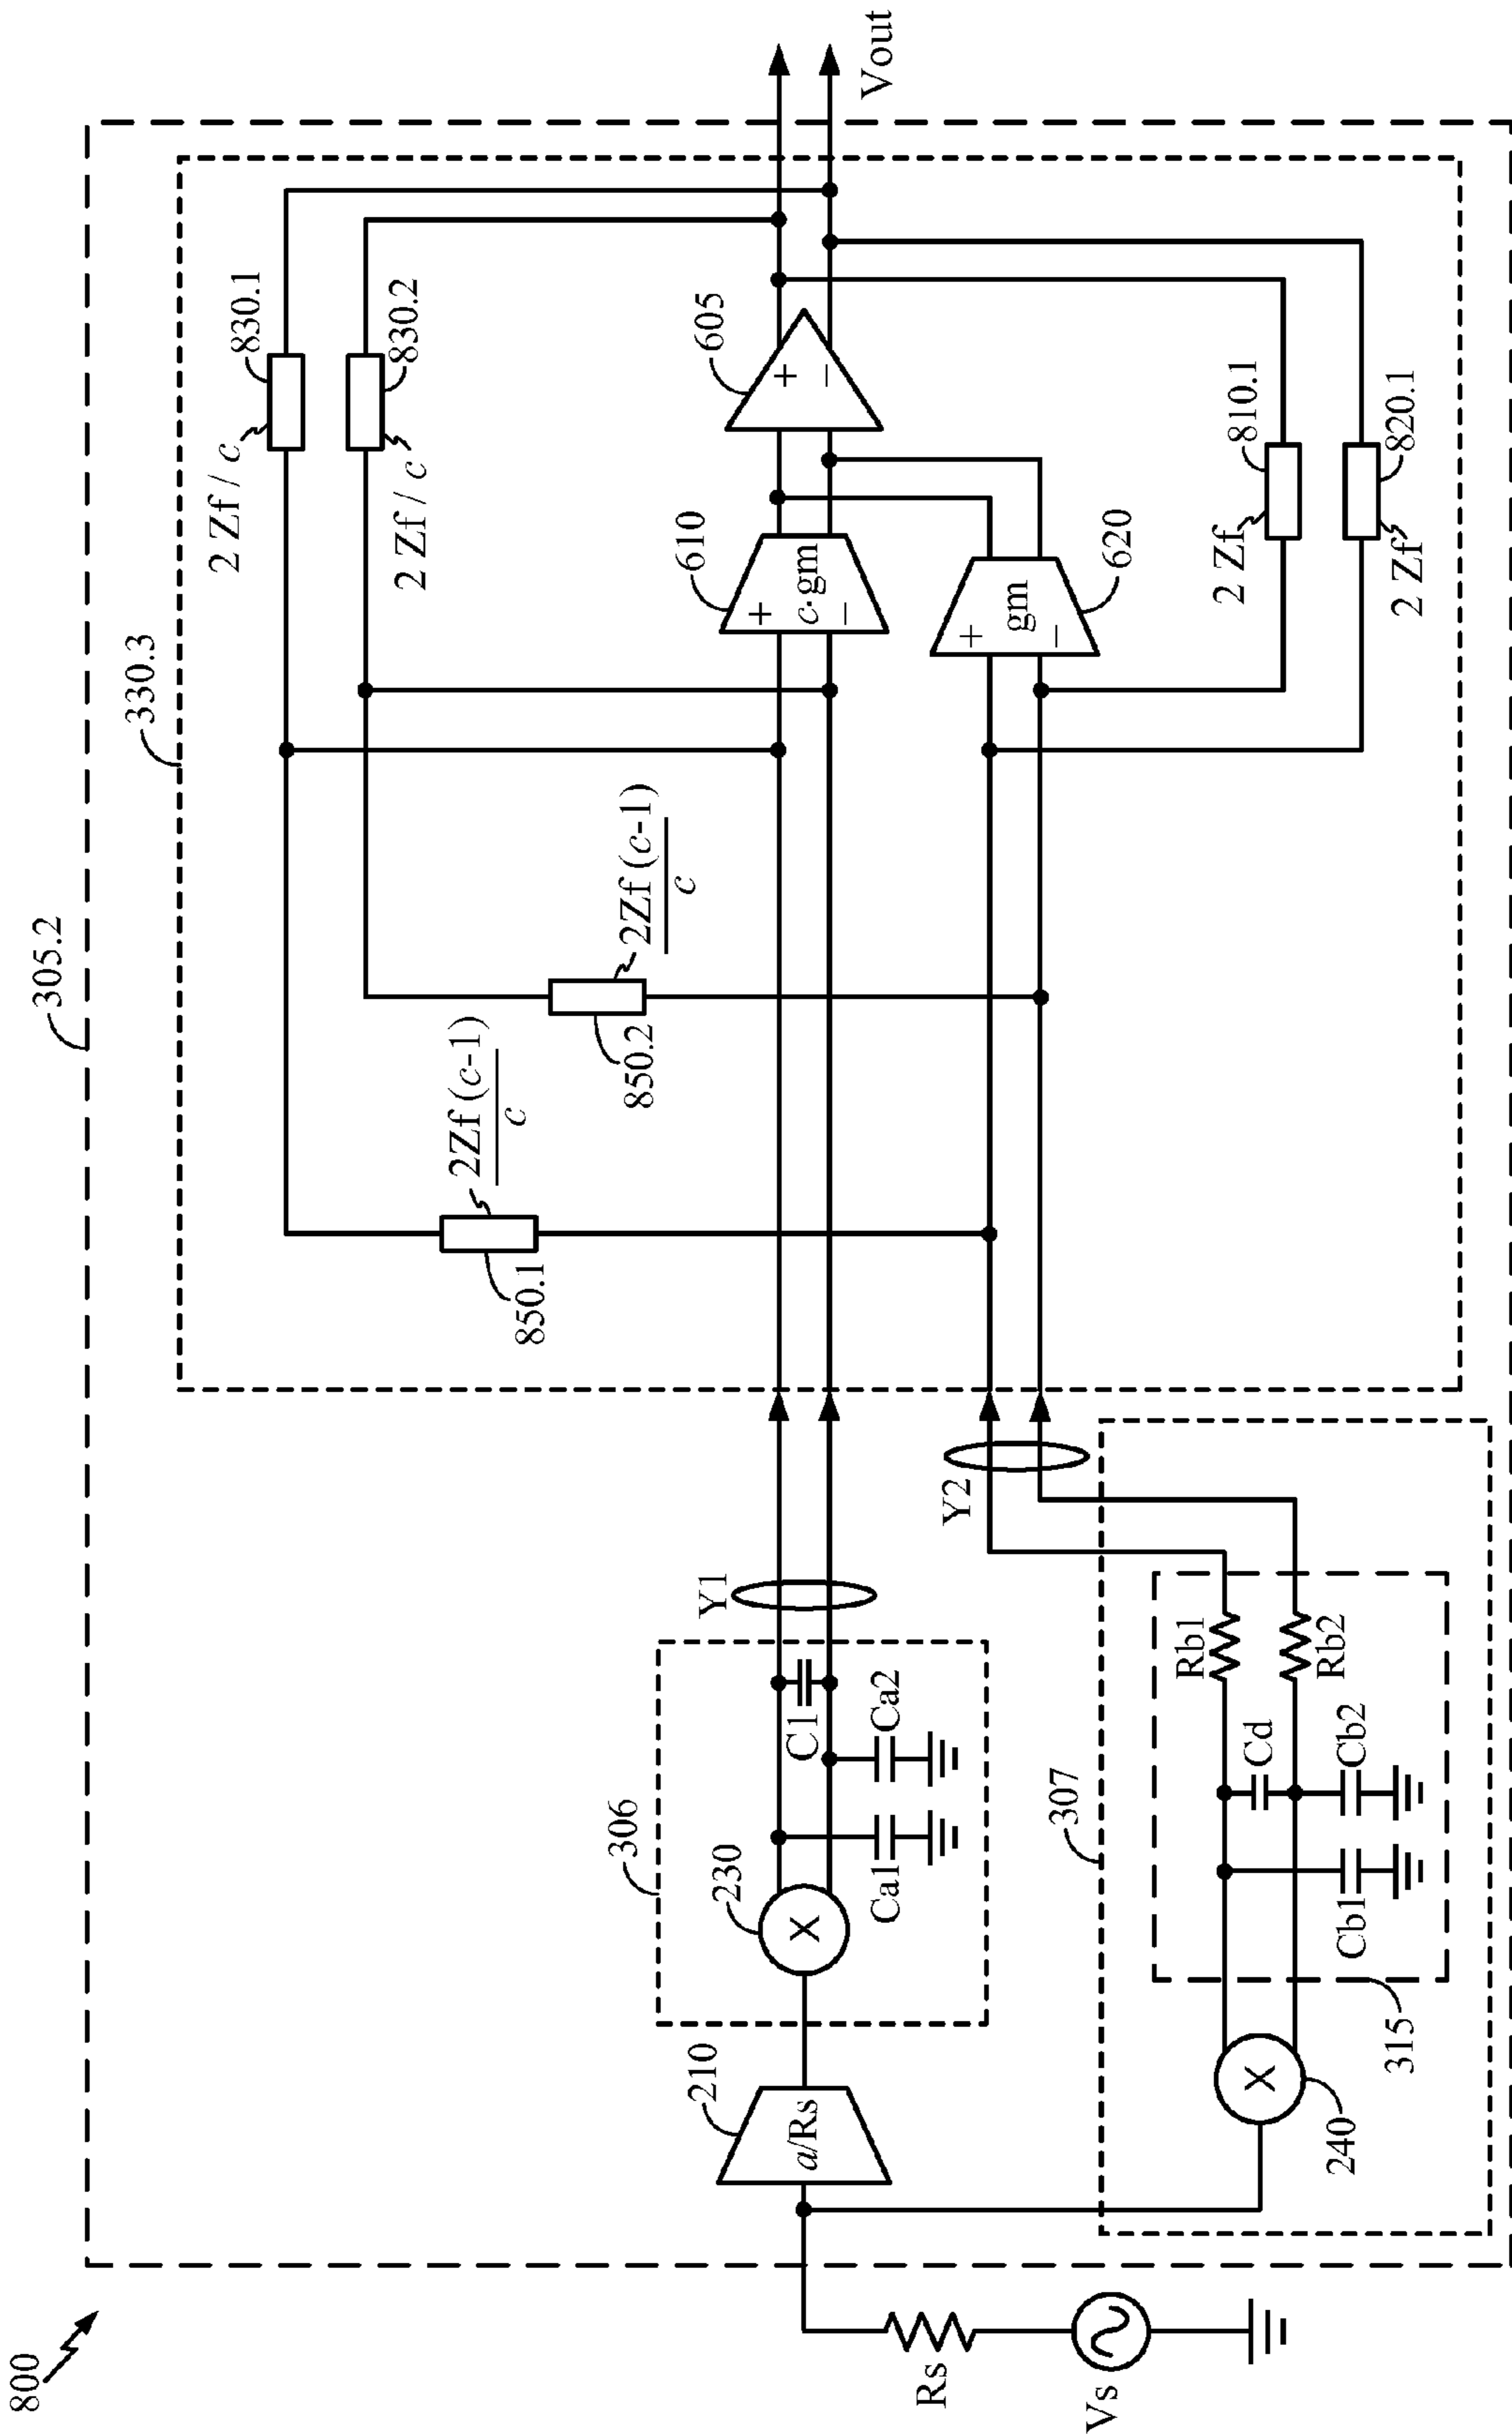 800
305.2
330.3
2 Zf / c
830.1
2 Zf / c
830.2
605
Vout
2Zf (c-1)
c
850.1
2Zf (c-1)
c
850.2
610
+
c·gm
−
+
−
+
gm
−
620
2 Zf
810.1
2 Zf
820.1
Y1
Y2
306
230
X
C1
Ca1
Ca2
210
a/Rs
307
Rb1
Rb2
Cd
Cb1
Cb2
315
X
240
Rs
Vs